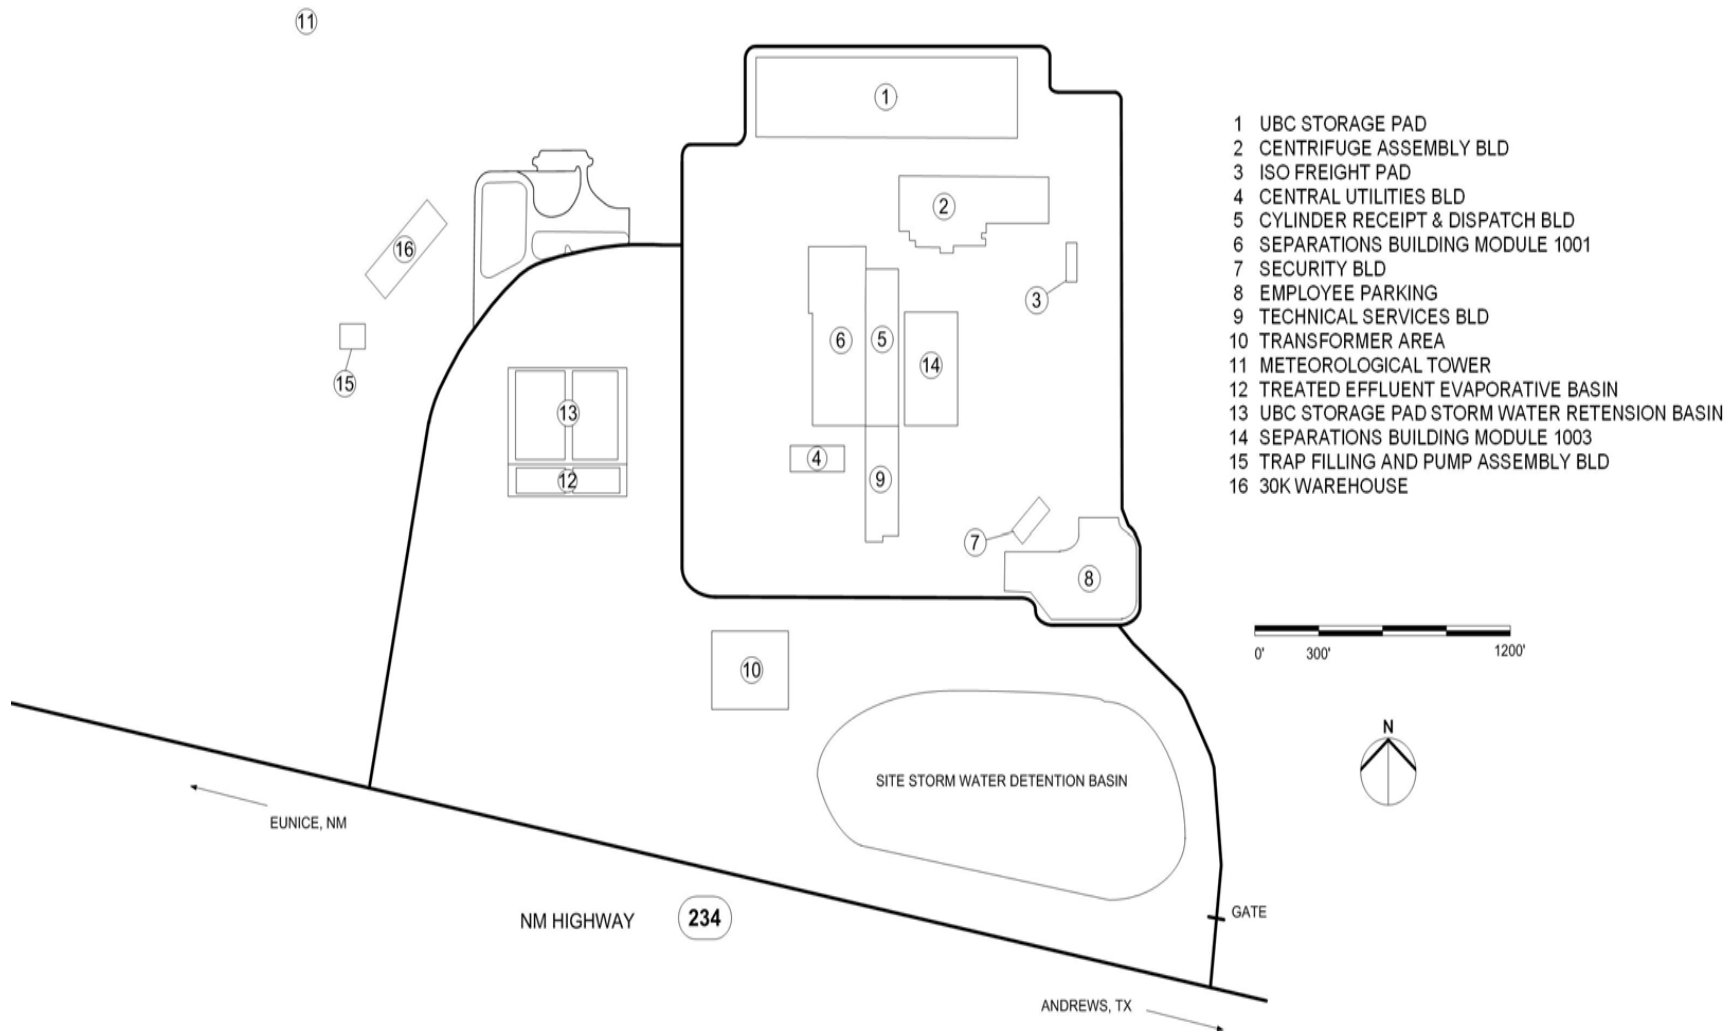 11
1
2
3
16
6
5
14
15
13
4
12
9
7
8
10
1 UBC STORAGE PAD
2 CENTRIFUGE ASSEMBLY BLD
3 ISO FREIGHT PAD
4 CENTRAL UTILITIES BLD
5 CYLINDER RECEIPT & DISPATCH BLD
6 SEPARATIONS BUILDING MODULE 1001
7 SECURITY BLD
8 EMPLOYEE PARKING
9 TECHNICAL SERVICES BLD
10 TRANSFORMER AREA
11 METEOROLOGICAL TOWER
12 TREATED EFFLUENT EVAPORATIVE BASIN
13 UBC STORAGE PAD STORM WATER RETENSION BASIN
14 SEPARATIONS BUILDING MODULE 1003
15 TRAP FILLING AND PUMP ASSEMBLY BLD
16 30K WAREHOUSE
0' 300' 1200'
N
SITE STORM WATER DETENTION BASIN
EUNICE, NM
NM HIGHWAY 234
GATE
ANDREWS, TX